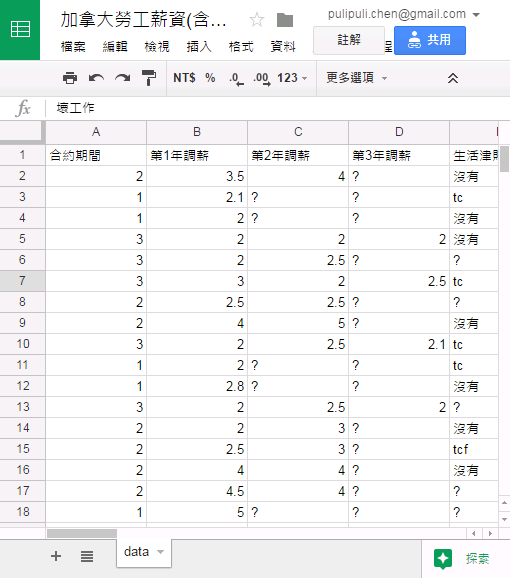 加拿大勞工薪資(含…
pulipuli.chen@gmail.com
檔案 編輯 檢視 插入 格式 資料
註解
共用
NT$ % .0 .00 123 更多選項
fx 壞工作
A B C D
1 合約期間 第1年調薪 第2年調薪 第3年調薪 生活津貼
2 2 3.5 4 ? 沒有
3 1 2.1 ? ? tc
4 1 2 ? ? 沒有
5 3 2 2 2 沒有
6 3 2 2.5 ? ?
7 3 3 2 2.5 tc
8 2 2.5 2.5 ? ?
9 2 4 5 ? 沒有
10 3 2 2.5 2.1 tc
11 1 2 ? ? tc
12 1 2.8 ? ? 沒有
13 3 2 2.5 2 ?
14 2 2 3 ? 沒有
15 2 2.5 3 ? tcf
16 2 4 4 ? 沒有
17 2 4.5 4 ? ?
18 1 5 ? ? ?
data
探索